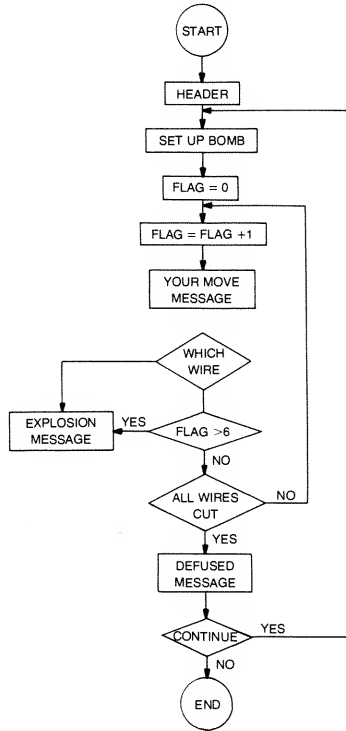 START
HEADER
SET UP BOMB
FLAG = 0
FLAG = FLAG +1
YOUR MOVE
MESSAGE
WHICH
WIRE
EXPLOSION
MESSAGE
YES
FLAG >6
NO
ALL WIRES
CUT
NO
YES
DEFUSED
MESSAGE
CONTINUE
YES
NO
END